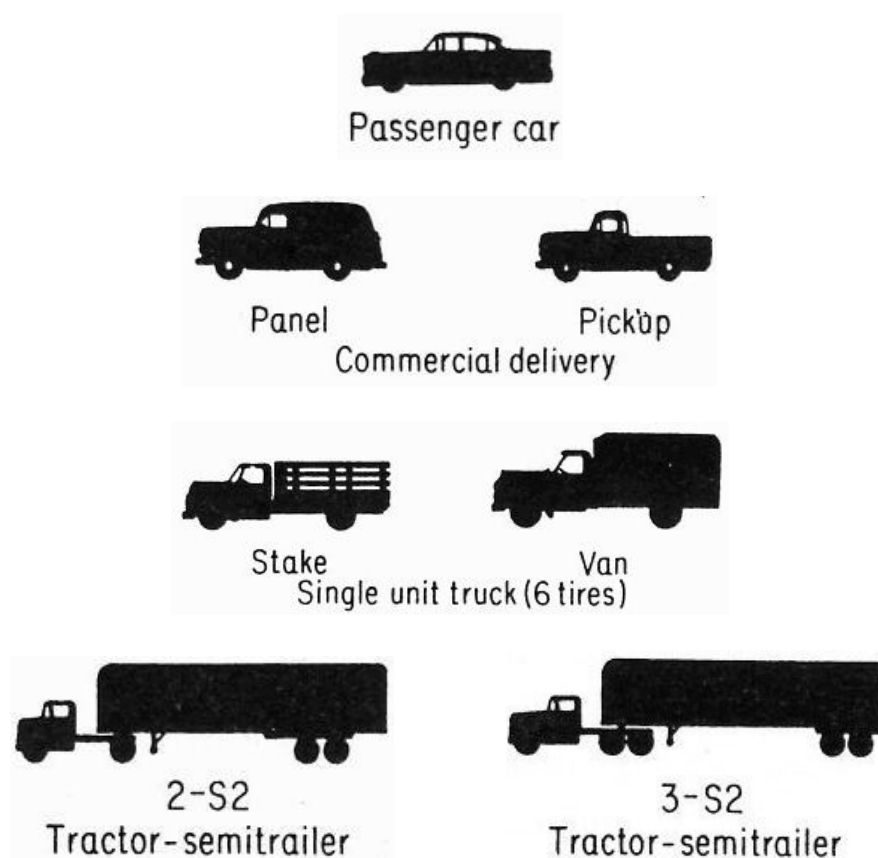 Passenger car
Panel Pickup
Commercial delivery
Stake Van
Single unit truck (6 tires)
2-S2 3-S2
Tractor-semitrailer Tractor-semitrailer